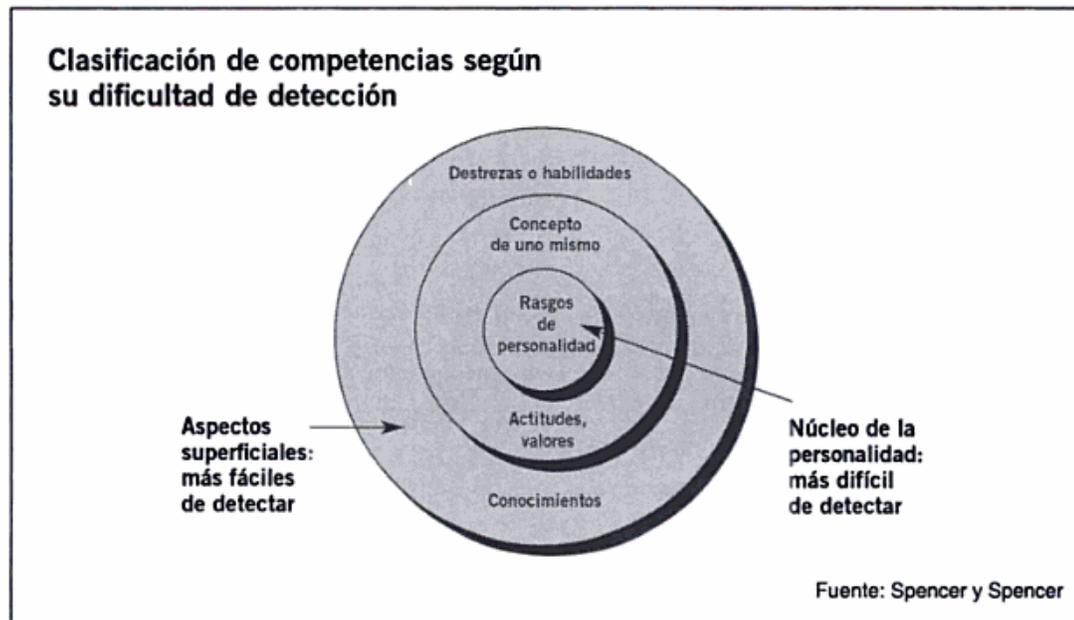 Clasificación de competencias según
su dificultad de detección
Destrezas o habilidades
Concepto
de uno mismo
Rasgos
de
personalidad
Actitudes,
valores
Conocimientos
Aspectos
superficiales:
más fáciles
de detectar
Núcleo de la
personalidad:
más difícil
de detectar
Fuente: Spencer y Spencer